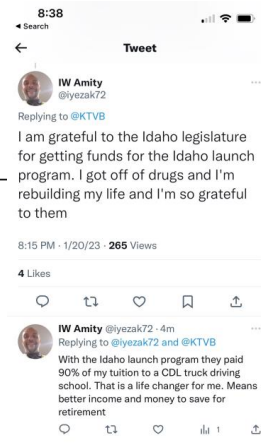 8:38
◄ Search
Tweet
IW Amity
@iyezak72
Replying to @KTVB
I am grateful to the Idaho legislature
for getting funds for the Idaho launch
program. I got off of drugs and I'm
rebuilding my life and I'm so grateful
to them
8:15 PM · 1/20/23 · 265 Views
4 Likes
IW Amity @iyezak72 · 4m
Replying to @iyezak72 and @KTVB
With the Idaho launch program they paid
90% of my tuition to a CDL truck driving
school. That is a life changer for me. Means
better income and money to save for
retirement
1